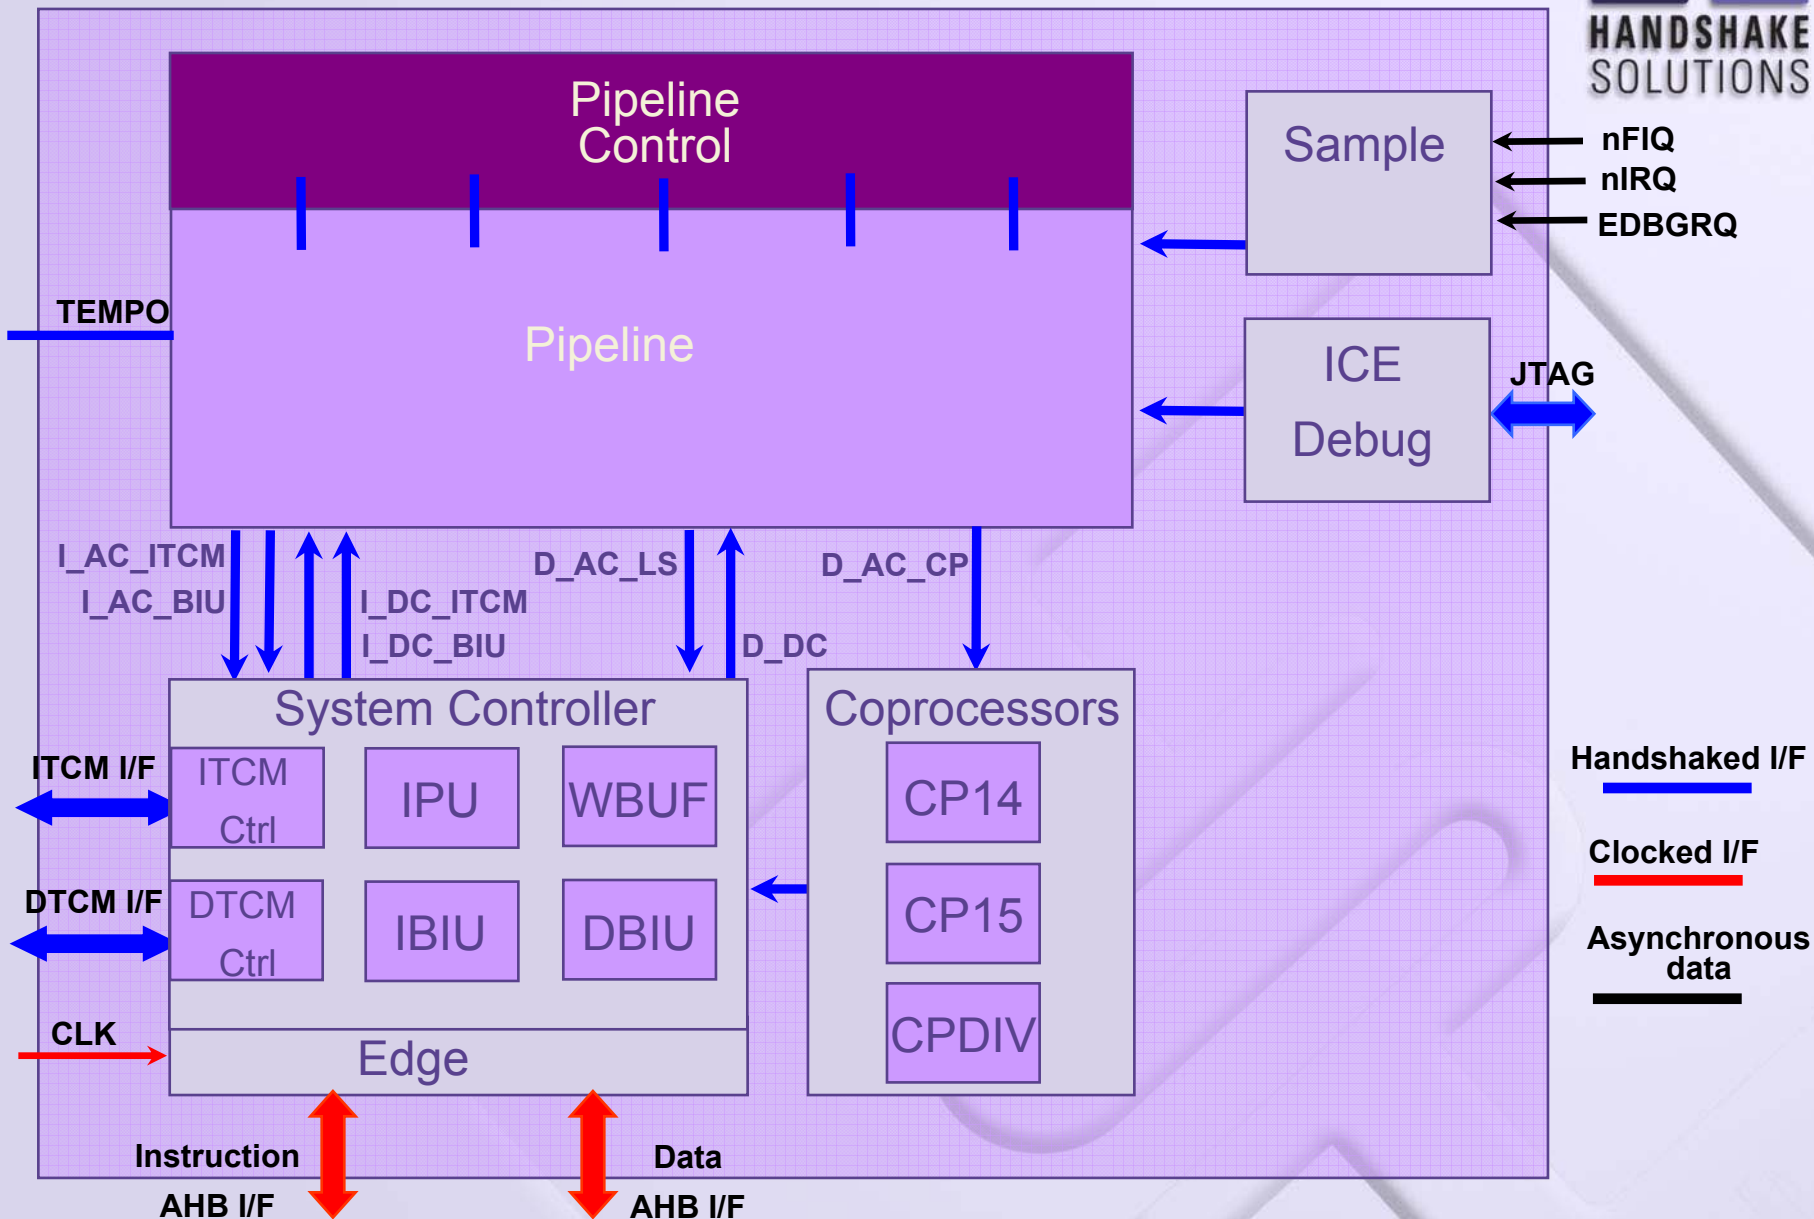 HANDSHAKE
SOLUTIONS
Pipeline
Control
Sample
nFIQ
nIRQ
EDBGRQ
TEMPO
Pipeline
ICE
Debug
JTAG
I_AC_ITCM
I_AC_BIU
I_DC_ITCM
I_DC_BIU
D_AC_LS
D_DC
D_AC_CP
System Controller
Coprocessors
ITCM I/F
ITCM
Ctrl
IPU
WBUF
CP14
DTCM I/F
DTCM
Ctrl
IBIU
DBIU
CP15
CLK
Edge
CPDIV
Instruction
AHB I/F
Data
AHB I/F
Handshaked I/F
Clocked I/F
Asynchronous
data